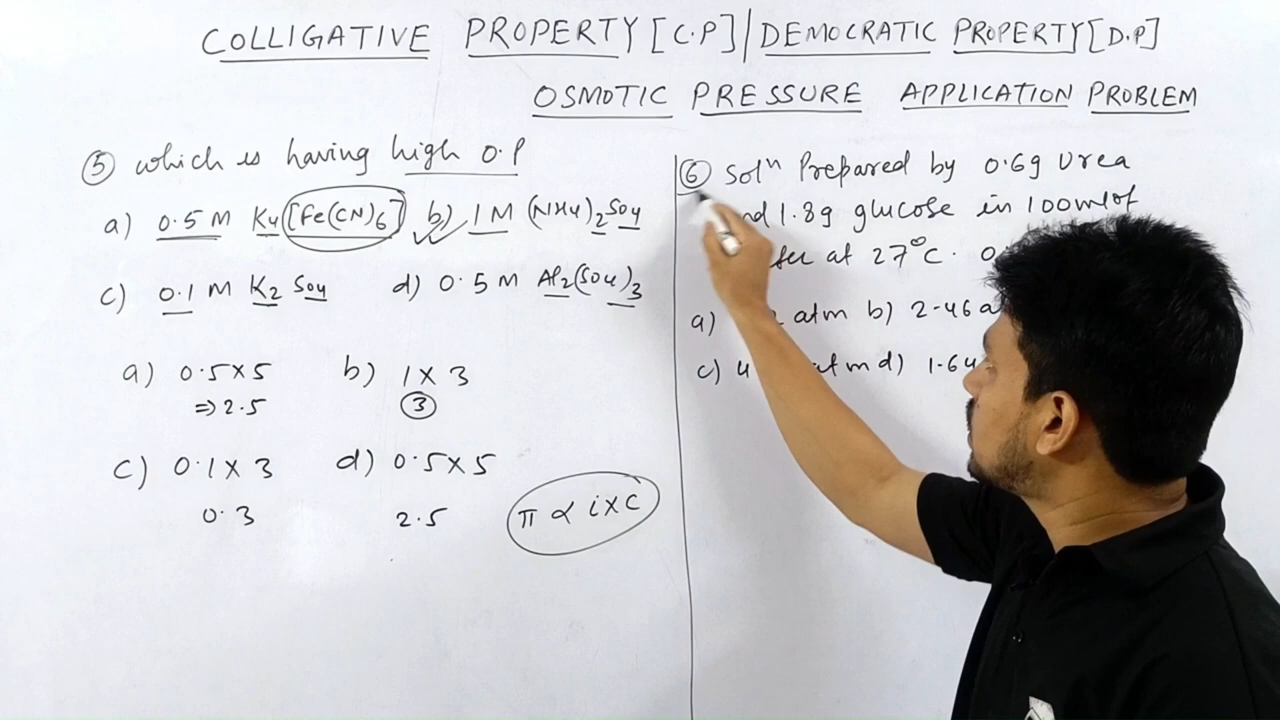 COLLIGATIVE PROPERTY [C.P] / DEMOCRATIC PROPERTY [D.P]
OSMOTIC PRESSURE APPLICATION PROBLEM
⑤ which is having high O.P
a) 0.5 M K4[Fe(CN)6] b) 1 M (NH4)2SO4
c) 0.1 M K2SO4 d) 0.5 M Al2(SO4)3
a) 0.5×5 b) 1×3
⇒ 2.5 ③
c) 0.1×3 d) 0.5×5
0.3 2.5
π ∝ i×c
⑥ Solⁿ Prepared by 0.6g Urea
1.8g glucose in 100ml of
at 27°C.
a) atm b) 2.46
c) 4 atm d) 1.64